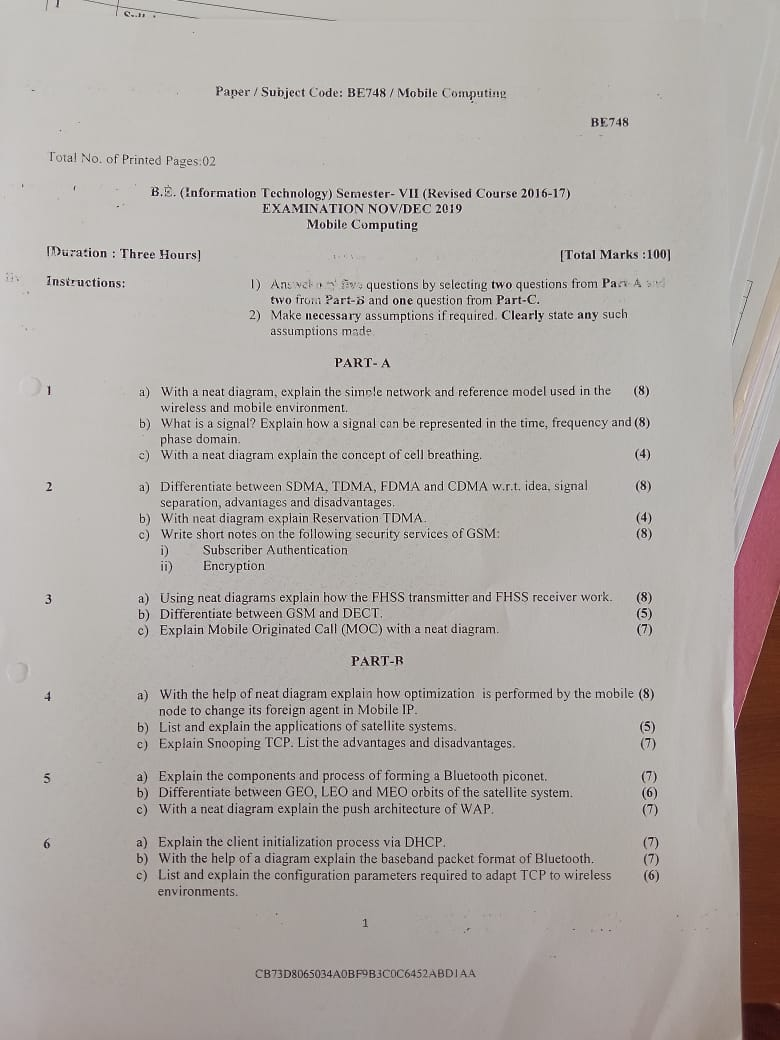 Paper / Subject Code: BE748 / Mobile Computing
BE748
Total No. of Printed Pages:02
B.E. (Information Technology) Semester- VII (Revised Course 2016-17)
EXAMINATION NOV/DEC 2019
Mobile Computing
[Duration : Three Hours] [Total Marks :100]
Instructions: 1) Answer any five questions by selecting two questions from Part-A and
two from Part-B and one question from Part-C.
2) Make necessary assumptions if required. Clearly state any such
assumptions made
PART- A
1 a) With a neat diagram, explain the simple network and reference model used in the (8)
wireless and mobile environment.
b) What is a signal? Explain how a signal can be represented in the time, frequency and (8)
phase domain.
c) With a neat diagram explain the concept of cell breathing. (4)
2 a) Differentiate between SDMA, TDMA, FDMA and CDMA w.r.t. idea, signal (8)
separation, advantages and disadvantages.
b) With neat diagram explain Reservation TDMA. (4)
c) Write short notes on the following security services of GSM: (8)
i) Subscriber Authentication
ii) Encryption
3 a) Using neat diagrams explain how the FHSS transmitter and FHSS receiver work. (8)
b) Differentiate between GSM and DECT. (5)
c) Explain Mobile Originated Call (MOC) with a neat diagram. (7)
PART-B
4 a) With the help of neat diagram explain how optimization is performed by the mobile (8)
node to change its foreign agent in Mobile IP.
b) List and explain the applications of satellite systems. (5)
c) Explain Snooping TCP. List the advantages and disadvantages. (7)
5 a) Explain the components and process of forming a Bluetooth piconet. (7)
b) Differentiate between GEO, LEO and MEO orbits of the satellite system. (6)
c) With a neat diagram explain the push architecture of WAP. (7)
6 a) Explain the client initialization process via DHCP. (7)
b) With the help of a diagram explain the baseband packet format of Bluetooth. (7)
c) List and explain the configuration parameters required to adapt TCP to wireless (6)
environments.
1
CB73D8065034A0BF9B3C0C6452ABD1AA